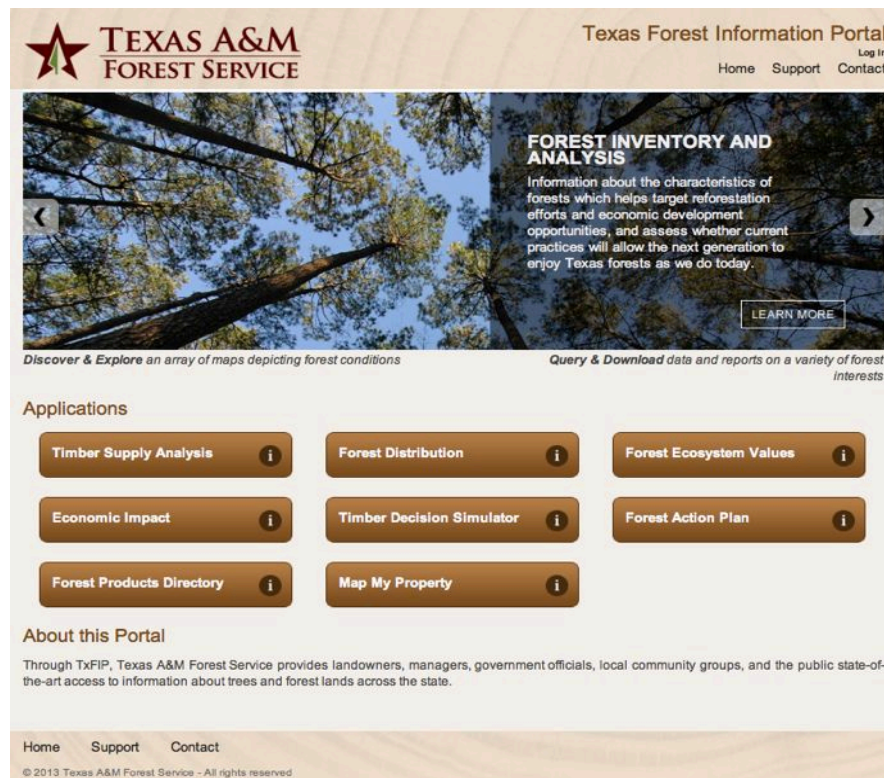 TEXAS A&M
FOREST SERVICE
Texas Forest Information Portal
Log In
Home Support Contact
FOREST INVENTORY AND
ANALYSIS
Information about the characteristics of
forests which helps target reforestation
efforts and economic development
opportunities, and assess whether current
practices will allow the next generation to
enjoy Texas forests as we do today.
LEARN MORE
Discover & Explore an array of maps depicting forest conditions
Query & Download data and reports on a variety of forest
interests
Applications
Timber Supply Analysis i
Forest Distribution i
Forest Ecosystem Values i
Economic Impact i
Timber Decision Simulator i
Forest Action Plan i
Forest Products Directory i
Map My Property i
About this Portal
Through TxFIP, Texas A&M Forest Service provides landowners, managers, government officials, local community groups, and the public state-of-
the-art access to information about trees and forest lands across the state.
Home Support Contact
© 2013 Texas A&M Forest Service - All rights reserved